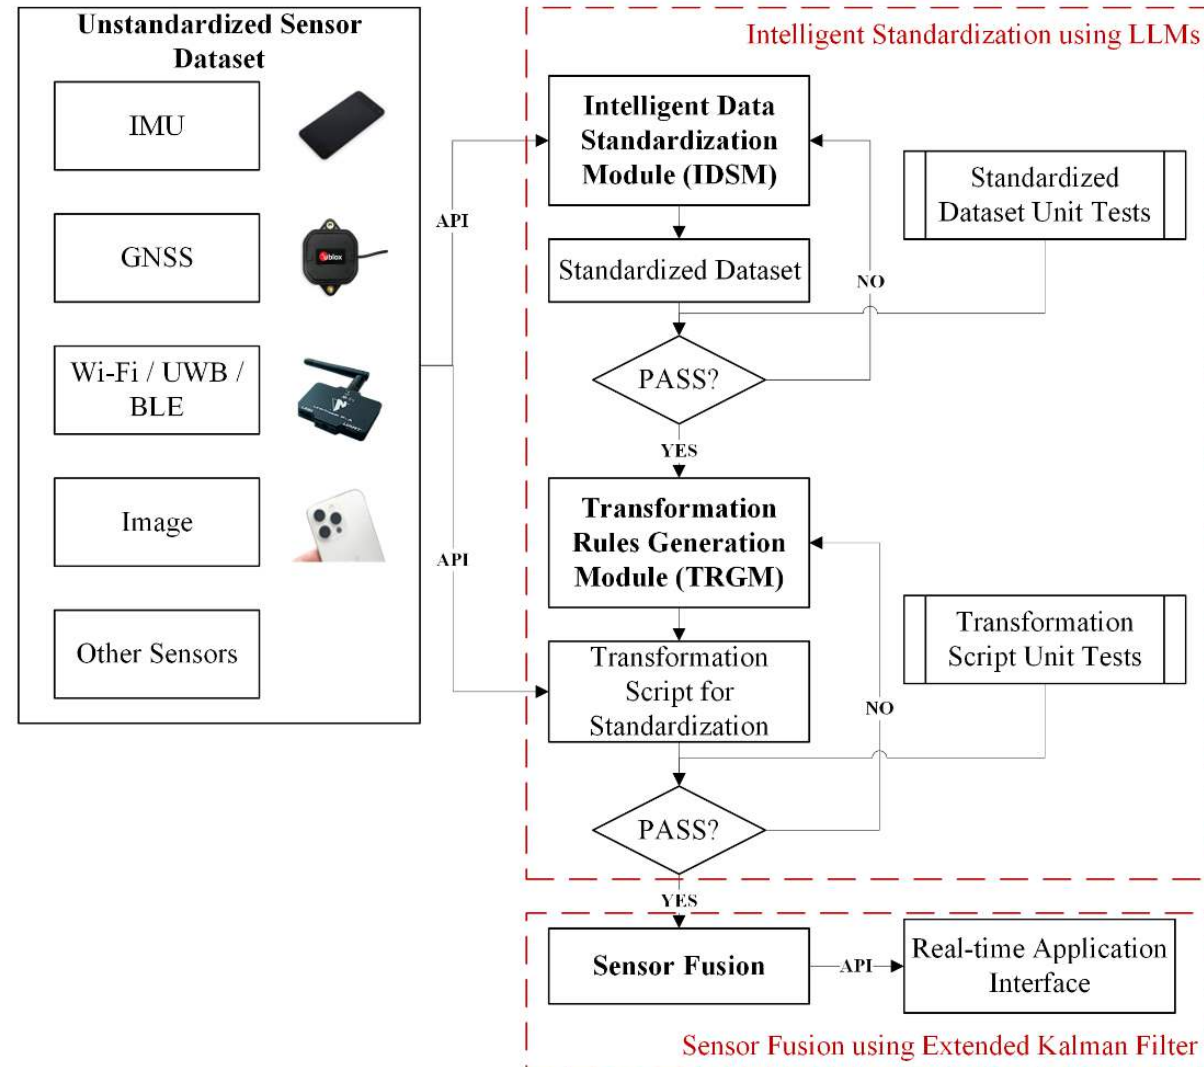 Unstandardized Sensor
Dataset
IMU
GNSS
ublox
Wi-Fi / UWB /
BLE
Image
Other Sensors
API
API
Intelligent Standardization using LLMs
Intelligent Data
Standardization
Module (IDSM)
Standardized
Dataset Unit Tests
Standardized Dataset
NO
PASS?
YES
Transformation
Rules Generation
Module (TRGM)
Transformation
Script Unit Tests
Transformation
Script for
Standardization
NO
PASS?
YES
Sensor Fusion
API
Real-time Application
Interface
Sensor Fusion using Extended Kalman Filter